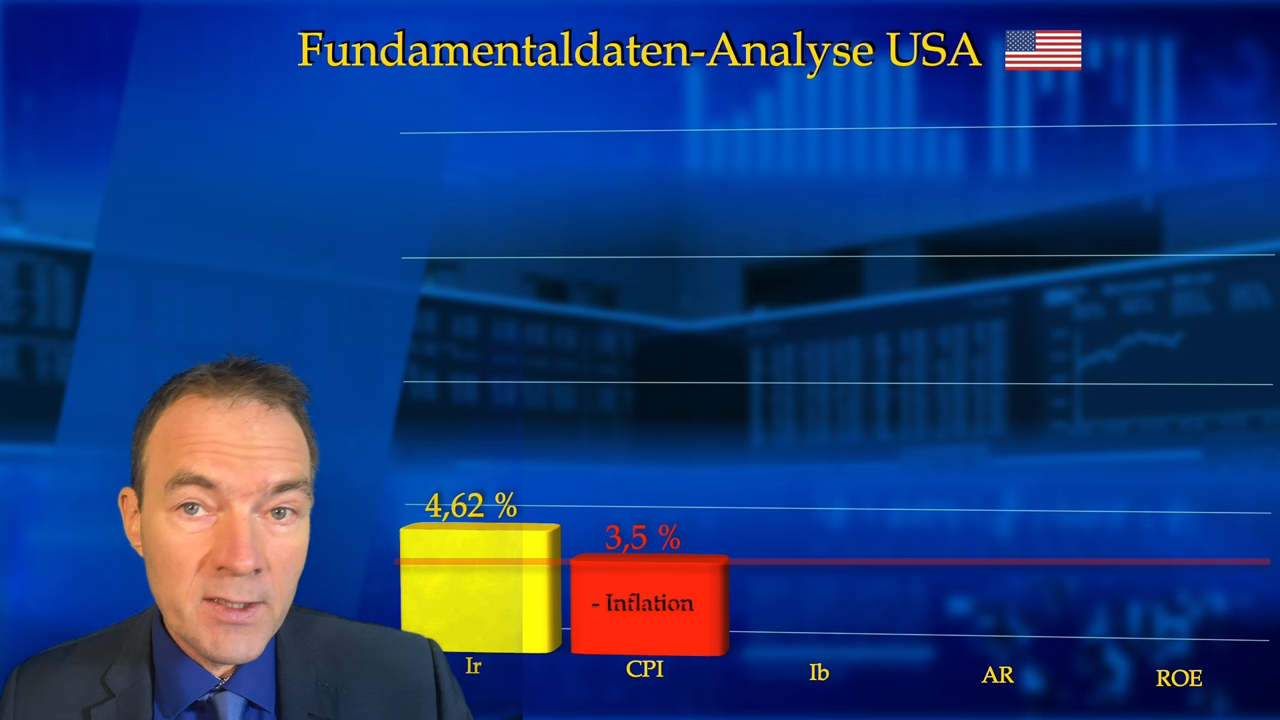 Fundamentaldaten-Analyse USA
4,62 %
3,5 %
- Inflation
Ir
CPI
Ib
AR
ROE